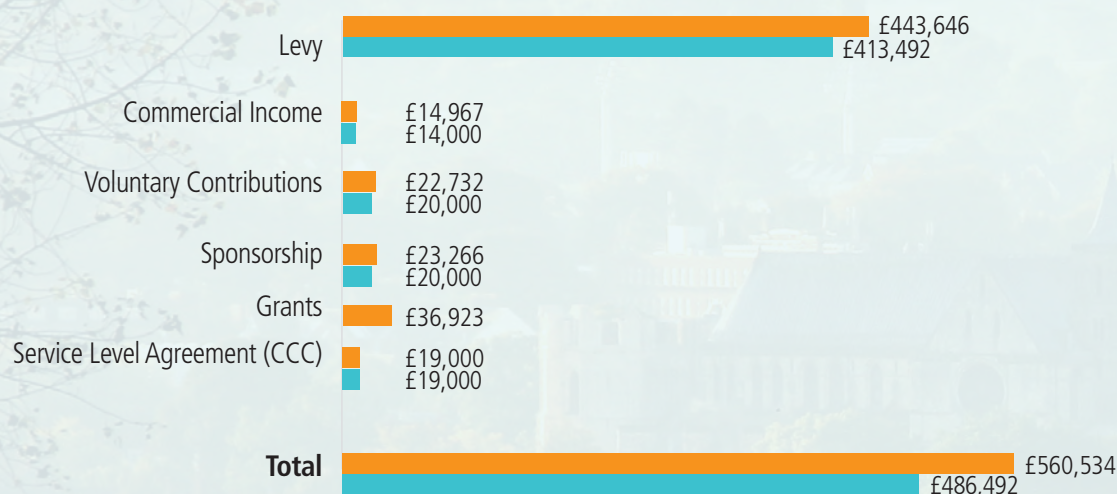 Levy
£443,646
£413,492
Commercial Income
£14,967
£14,000
Voluntary Contributions
£22,732
£20,000
Sponsorship
£23,266
£20,000
Grants
£36,923
Service Level Agreement (CCC)
£19,000
£19,000
Total
£560,534
£486,492